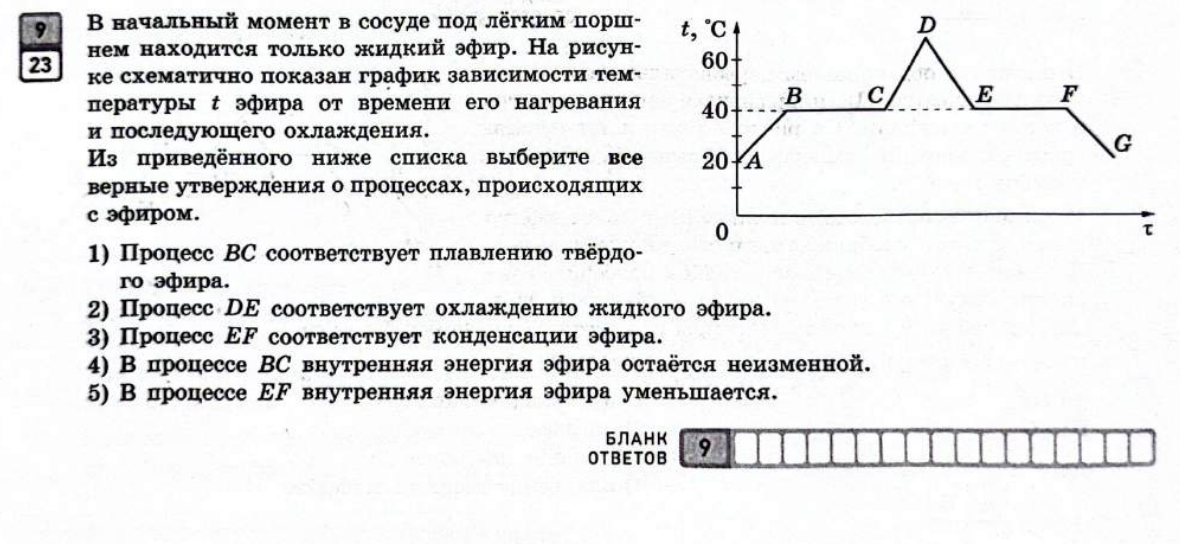 9
23
В начальный момент в сосуде под лёгким порш-
нем находится только жидкий эфир. На рисун-
ке схематично показан график зависимости тем-
пературы t эфира от времени его нагревания
и последующего охлаждения.
Из приведённого ниже списка выберите все
верные утверждения о процессах, происходящих
с эфиром.
t, °C
60
40
20
0
A
B
C
D
E
F
G
τ
1) Процесс BC соответствует плавлению твёрдо-
го эфира.
2) Процесс DE соответствует охлаждению жидкого эфира.
3) Процесс EF соответствует конденсации эфира.
4) В процессе BC внутренняя энергия эфира остаётся неизменной.
5) В процессе EF внутренняя энергия эфира уменьшается.
БЛАНК
ОТВЕТОВ
9